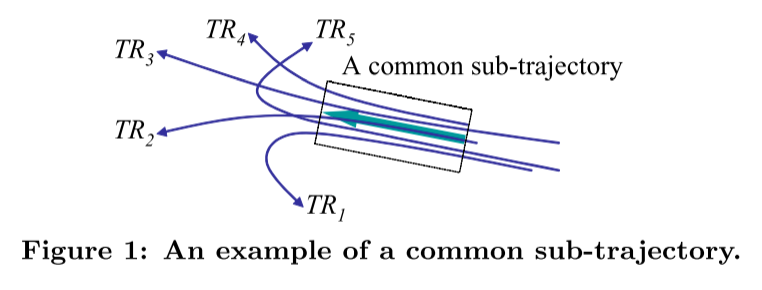 TR4 TR5
TR3 A common sub-trajectory
TR2
TR1
Figure 1: An example of a common sub-trajectory.